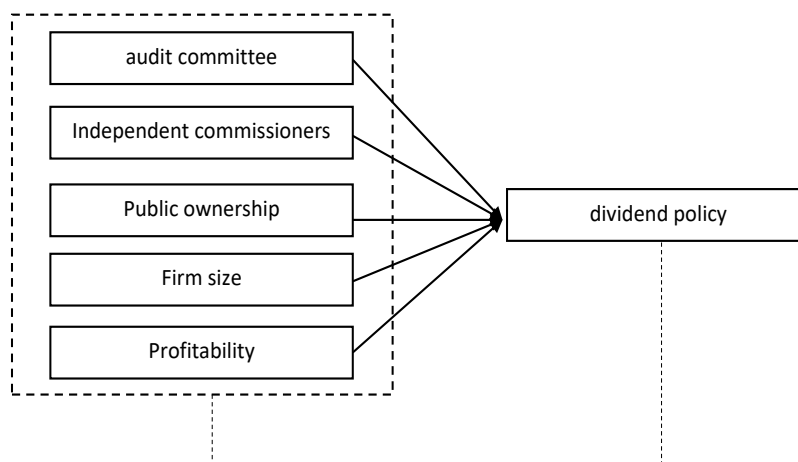 audit committee
Independent commissioners
Public ownership
dividend policy
Firm size
Profitability